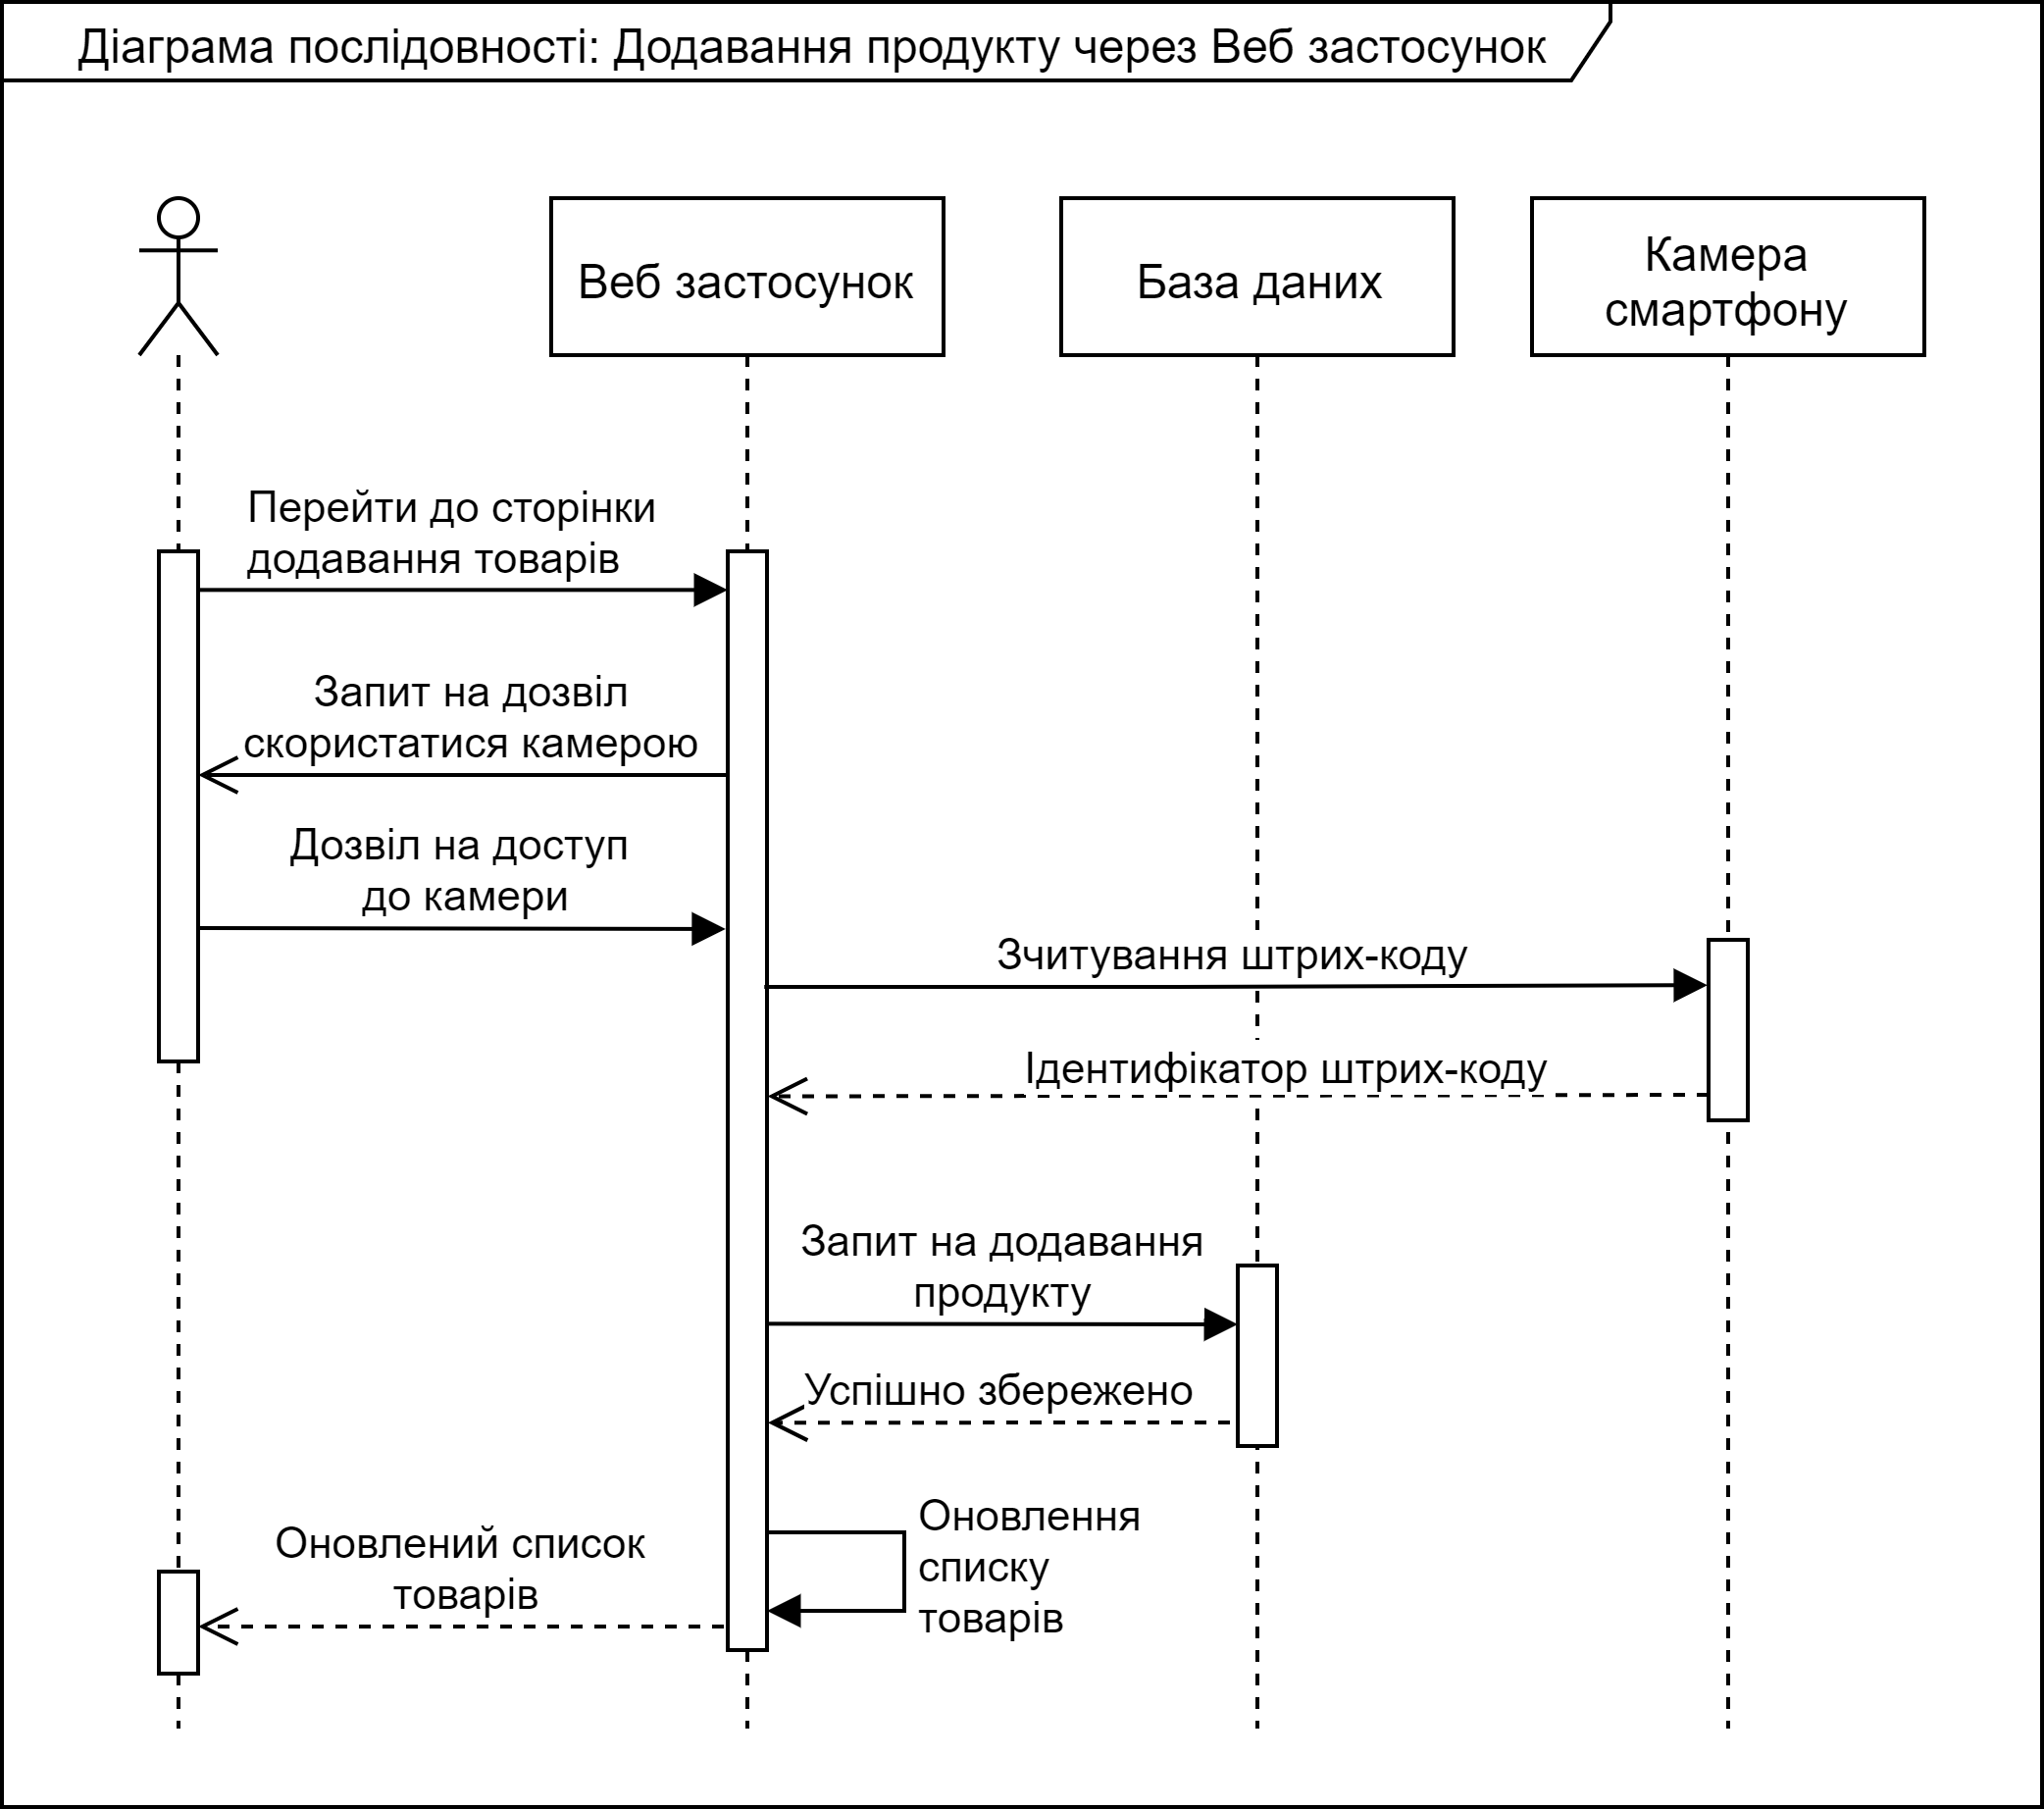 Діаграма послідовності: Додавання продукту через Веб застосунок
Веб застосунок
База даних
Камера
смартфону
Перейти до сторінки
додавання товарів
Запит на дозвіл
скористатися камерою
Дозвіл на доступ
до камери
Зчитування штрих-коду
Ідентифікатор штрих-коду
Запит на додавання
продукту
Успішно збережено
Оновлення
списку
товарів
Оновлений список
товарів